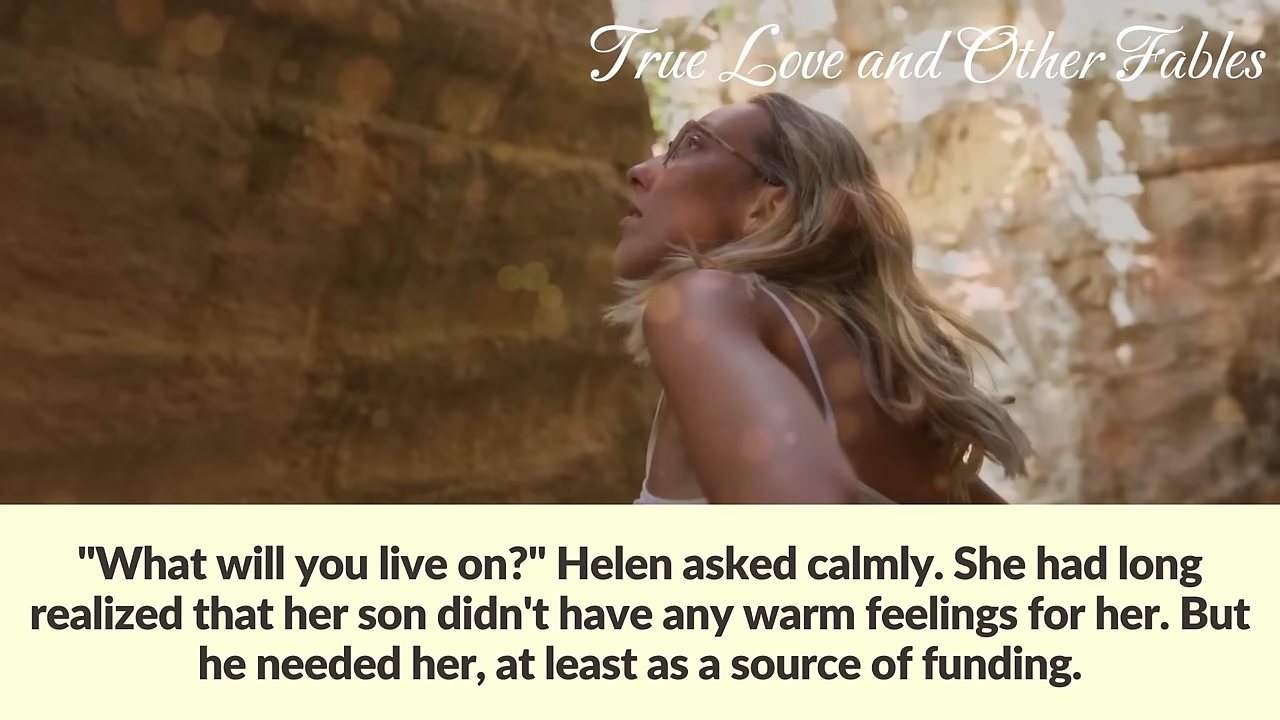 True Love and Other Fables
"What will you live on?" Helen asked calmly. She had long
realized that her son didn't have any warm feelings for her. But
he needed her, at least as a source of funding.